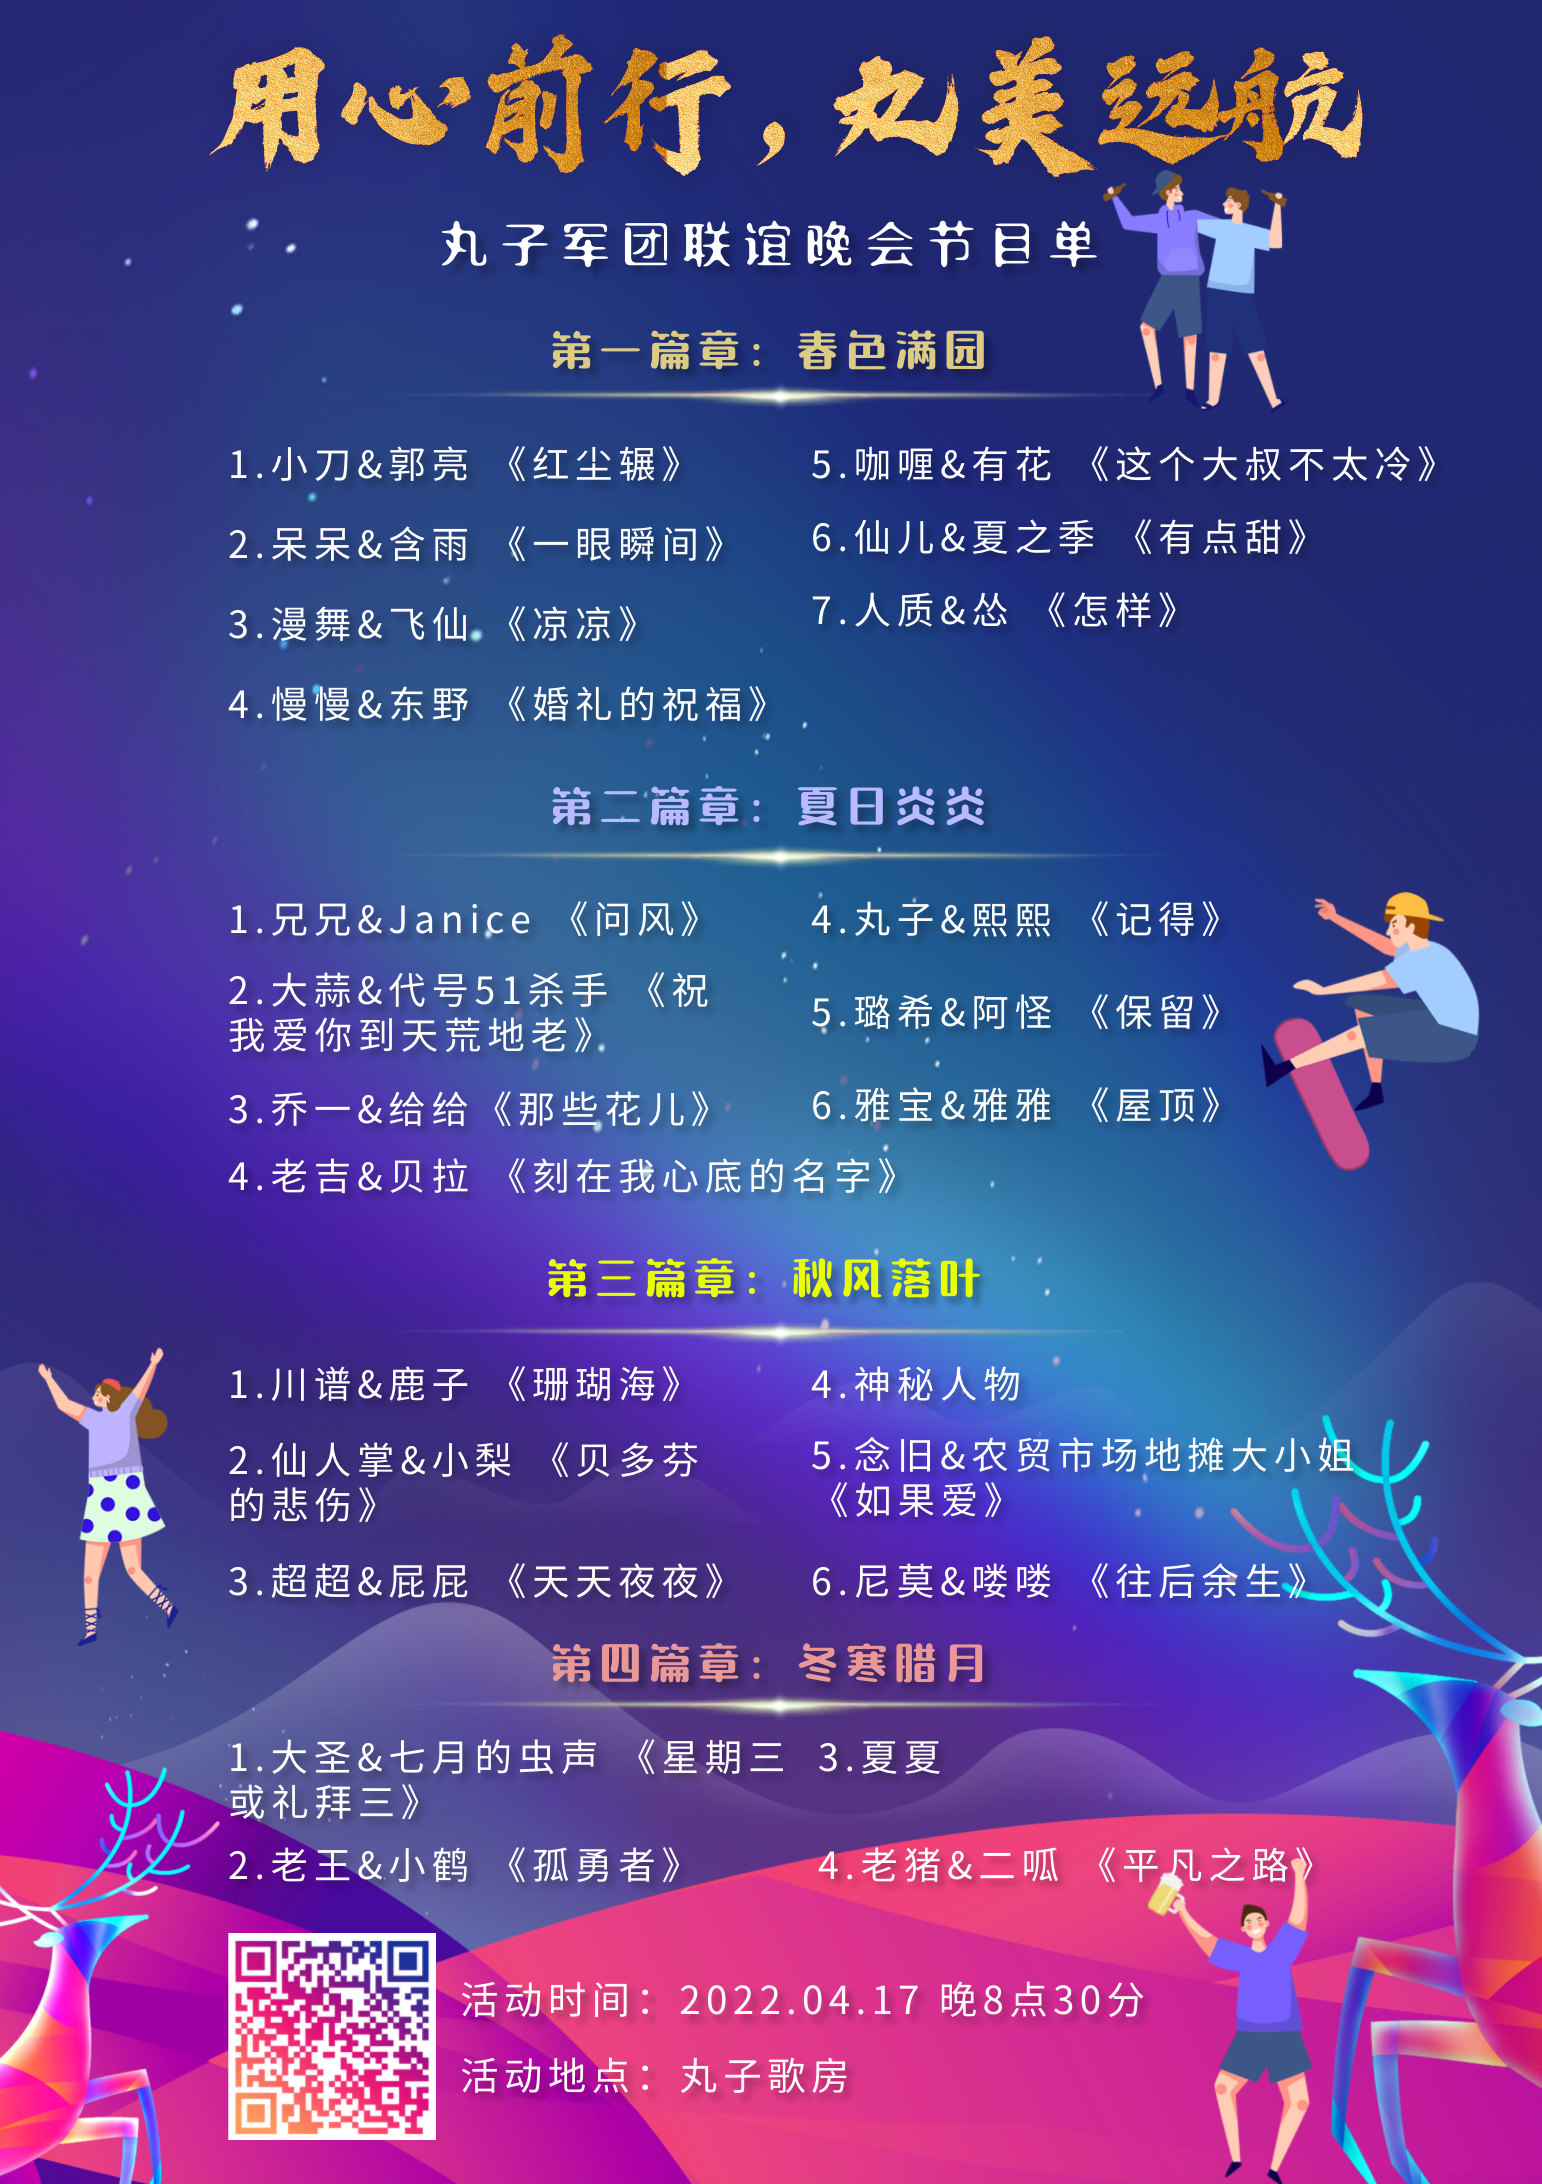 用心前行，丸美远航
丸子军团联谊晚会节目单
第一篇章：春色满园
1.小刀&郭亮 《红尘辗》
2.呆呆&含雨 《一眼瞬间》
3.漫舞&飞仙 《凉凉》
4.慢慢&东野 《婚礼的祝福》
5.咖喱&有花 《这个大叔不太冷》
6.仙儿&夏之季 《有点甜》
7.人质&怂 《怎样》
第二篇章：夏日炎炎
1.兄兄&Janice 《问风》
2.大蒜&代号51杀手 《祝
我爱你到天荒地老》
3.乔一&给给《那些花儿》
4.老吉&贝拉 《刻在我心底的名字》
4.丸子&熙熙 《记得》
5.璐希&阿怪 《保留》
6.雅宝&雅雅 《屋顶》
第三篇章：秋风落叶
1.川谱&鹿子 《珊瑚海》
2.仙人掌&小梨 《贝多芬
的悲伤》
3.超超&屁屁 《天天夜夜》
4.神秘人物
5.念旧&农贸市场地摊大小姐
《如果爱》
6.尼莫&喽喽 《往后余生》
第四篇章：冬寒腊月
1.大圣&七月的虫声 《星期三
或礼拜三》
2.老王&小鹤 《孤勇者》
3.夏夏
4.老猪&二呱 《平凡之路》
活动时间：2022.04.17 晚8点30分
活动地点：丸子歌房